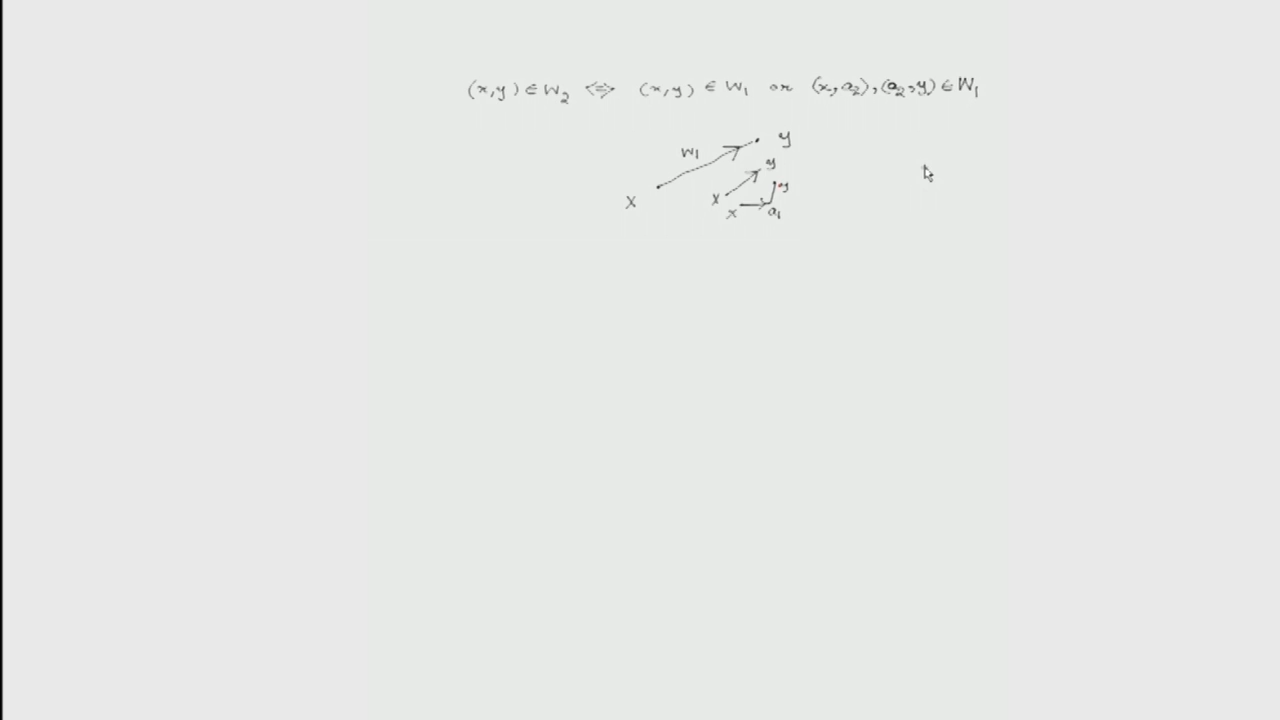 (x,y) ∈ W₂ ⇔ (x,y) ∈ W₁ or (x,a₂),(a₂,y) ∈ W₁
W₁ y
x
x y
x a₁ y